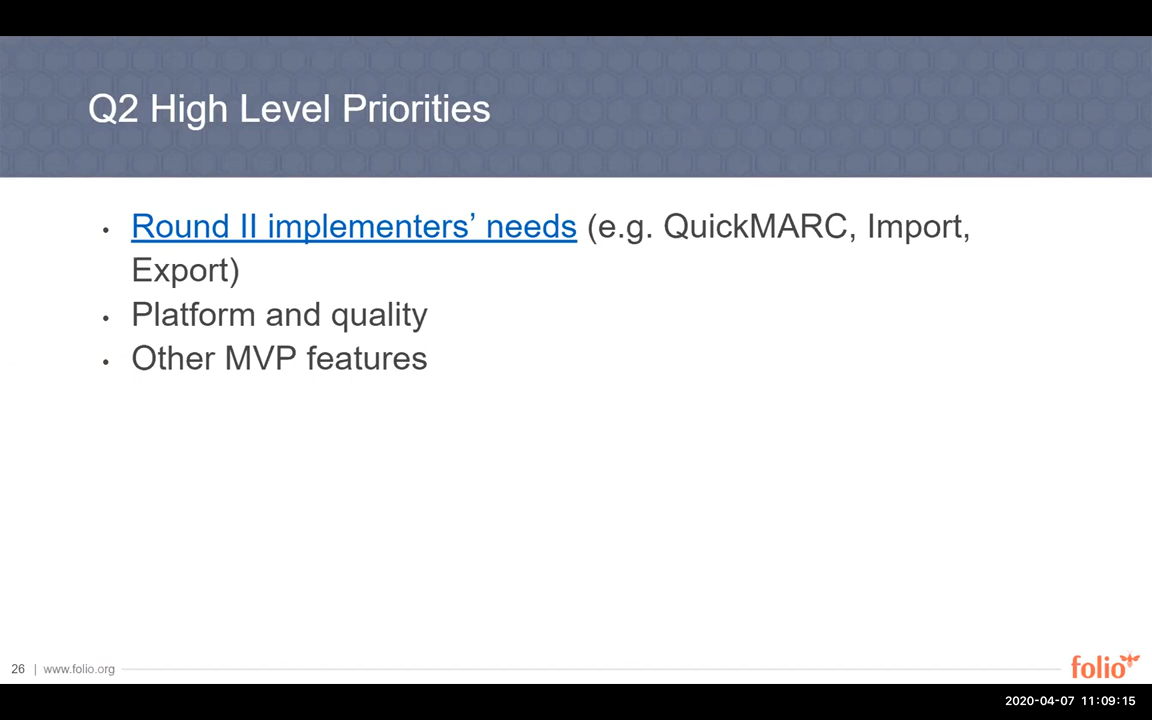 Q2 High Level Priorities
• Round II implementers’ needs (e.g. QuickMARC, Import,
Export)
• Platform and quality
• Other MVP features
26 | www.folio.org
folio
2020-04-07 11:09:15